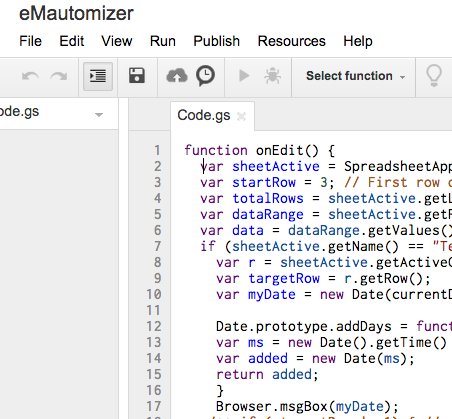 eMautomizer
File Edit View Run Publish Resources Help
Select function
ode.gs
Code.gs ×
1 function onEdit() {
2 var sheetActive = SpreadsheetApp
3 var startRow = 3; // First row o
4 var totalRows = sheetActive.getL
5 var dataRange = sheetActive.getR
6 var data = dataRange.getValues()
7 if (sheetActive.getName() == "Te
8 var r = sheetActive.getActiveC
9 var targetRow = r.getRow();
10 var myDate = new Date(currentD
11
12 Date.prototype.addDays = funct
13 var ms = new Date().getTime()
14 var added = new Date(ms);
15 return added;
16 }
17 Browser.msgBox(myDate);